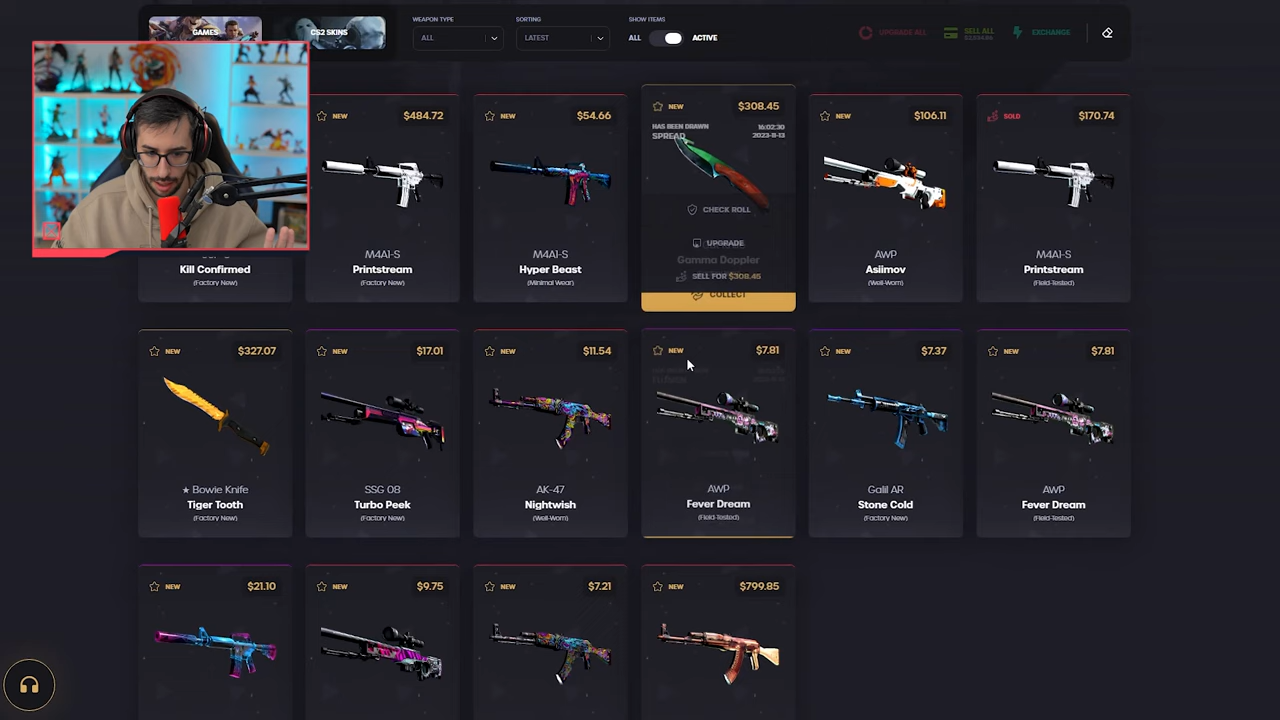 GAMES
CS2 SKINS
WEAPON TYPE
ALL
SORTING
LATEST
SHOW ITEMS
ALL
ACTIVE
UPGRADE ALL
SELL ALL
EXCHANGE
Kill Confirmed
(Factory New)
NEW
$484.72
M4A1-S
Printstream
(Factory New)
NEW
$54.66
M4A1-S
Hyper Beast
(Minimal Wear)
NEW
$308.45
HAS BEEN DRAWN
SPREAD
16:02:30
2023-11-13
CHECK ROLL
UPGRADE
Gamma Doppler
SELL FOR $308.45
COLLECT
NEW
$106.11
AWP
Asiimov
(Well-Worn)
SOLD
$170.74
M4A1-S
Printstream
(Field-Tested)
NEW
$327.07
★ Bowie Knife
Tiger Tooth
(Factory New)
NEW
$17.01
SSG 08
Turbo Peek
(Factory New)
NEW
$11.54
AK-47
Nightwish
(Well-Worn)
NEW
$7.81
AWP
Fever Dream
(Field-Tested)
NEW
$7.37
Galil AR
Stone Cold
(Factory New)
NEW
$7.81
AWP
Fever Dream
(Field-Tested)
NEW
$21.10
NEW
$9.75
NEW
$7.21
NEW
$799.85